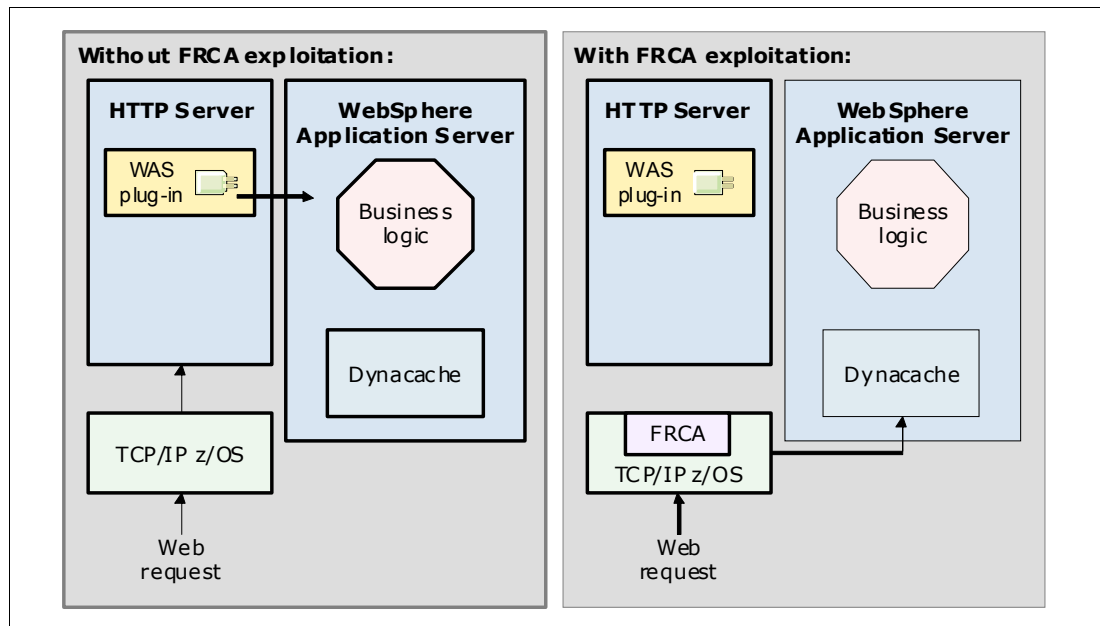 Without FRCA exploitation:
HTTP Server
WAS
plug-in
WebSphere
Application Server
Business
logic
Dynacache
TCP/IP z/OS
Web
request
With FRCA exploitation:
HTTP Server
WAS
plug-in
WebSphere
Application Server
Business
logic
Dynacache
FRCA
TCP/IP z/OS
Web
request